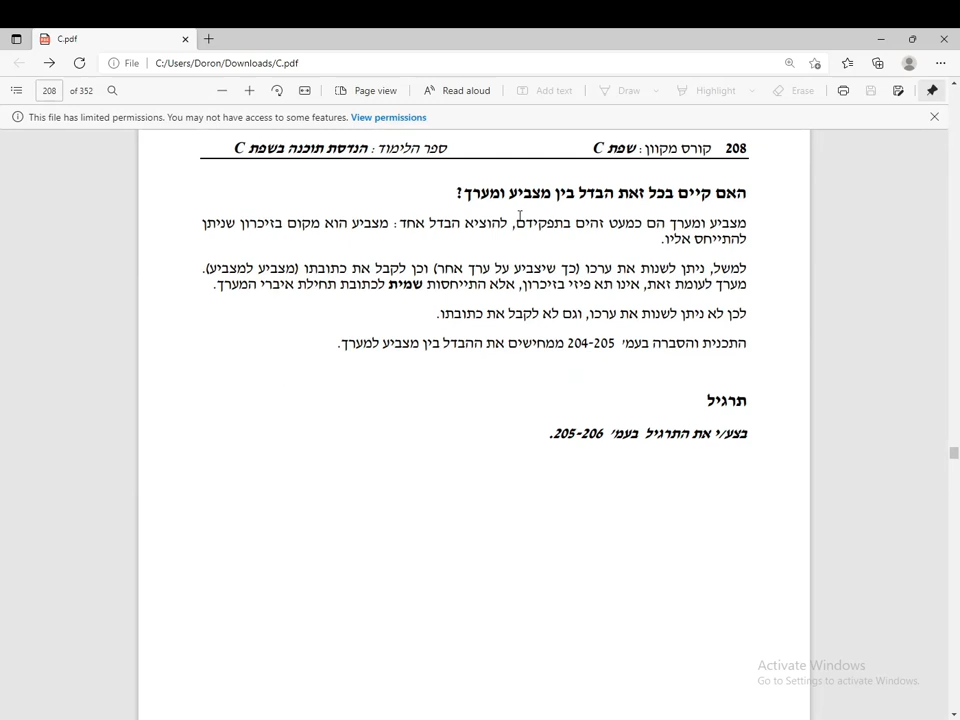 C.pdf
File C:/Users/Doron/Downloads/C.pdf
208 of 352 Page view Read aloud Add text Draw Highlight Erase
This file has limited permissions. You may not have access to some features. View permissions
208 קורס מקוון: שפת C ספר הלימוד: הנדסת תוכנה בשפת C
האם קיים בכל זאת הבדל בין מצביע ומערך?
מצביע ומערך הם כמעט זהים בתפקידם, להוציא הבדל אחד: מצביע הוא מקום בזיכרון שניתן
להתייחס אליו.
למשל, ניתן לשנות את ערכו (כך שיצביע על ערך אחר) וכן לקבל את כתובתו (מצביע למצביע).
מערך לעומת זאת, אינו תא פיזי בזיכרון, אלא התייחסות שמית לכתובת תחילת איברי המערך.
לכן לא ניתן לשנות את ערכו, וגם לא לקבל את כתובתו.
התכנית והסברה בעמ' 204-205 ממחישים את ההבדל בין מצביע למערך.
תרגיל
בצע/י את התרגיל בעמ' 205-206.
Activate Windows
Go to Settings to activate Windows.